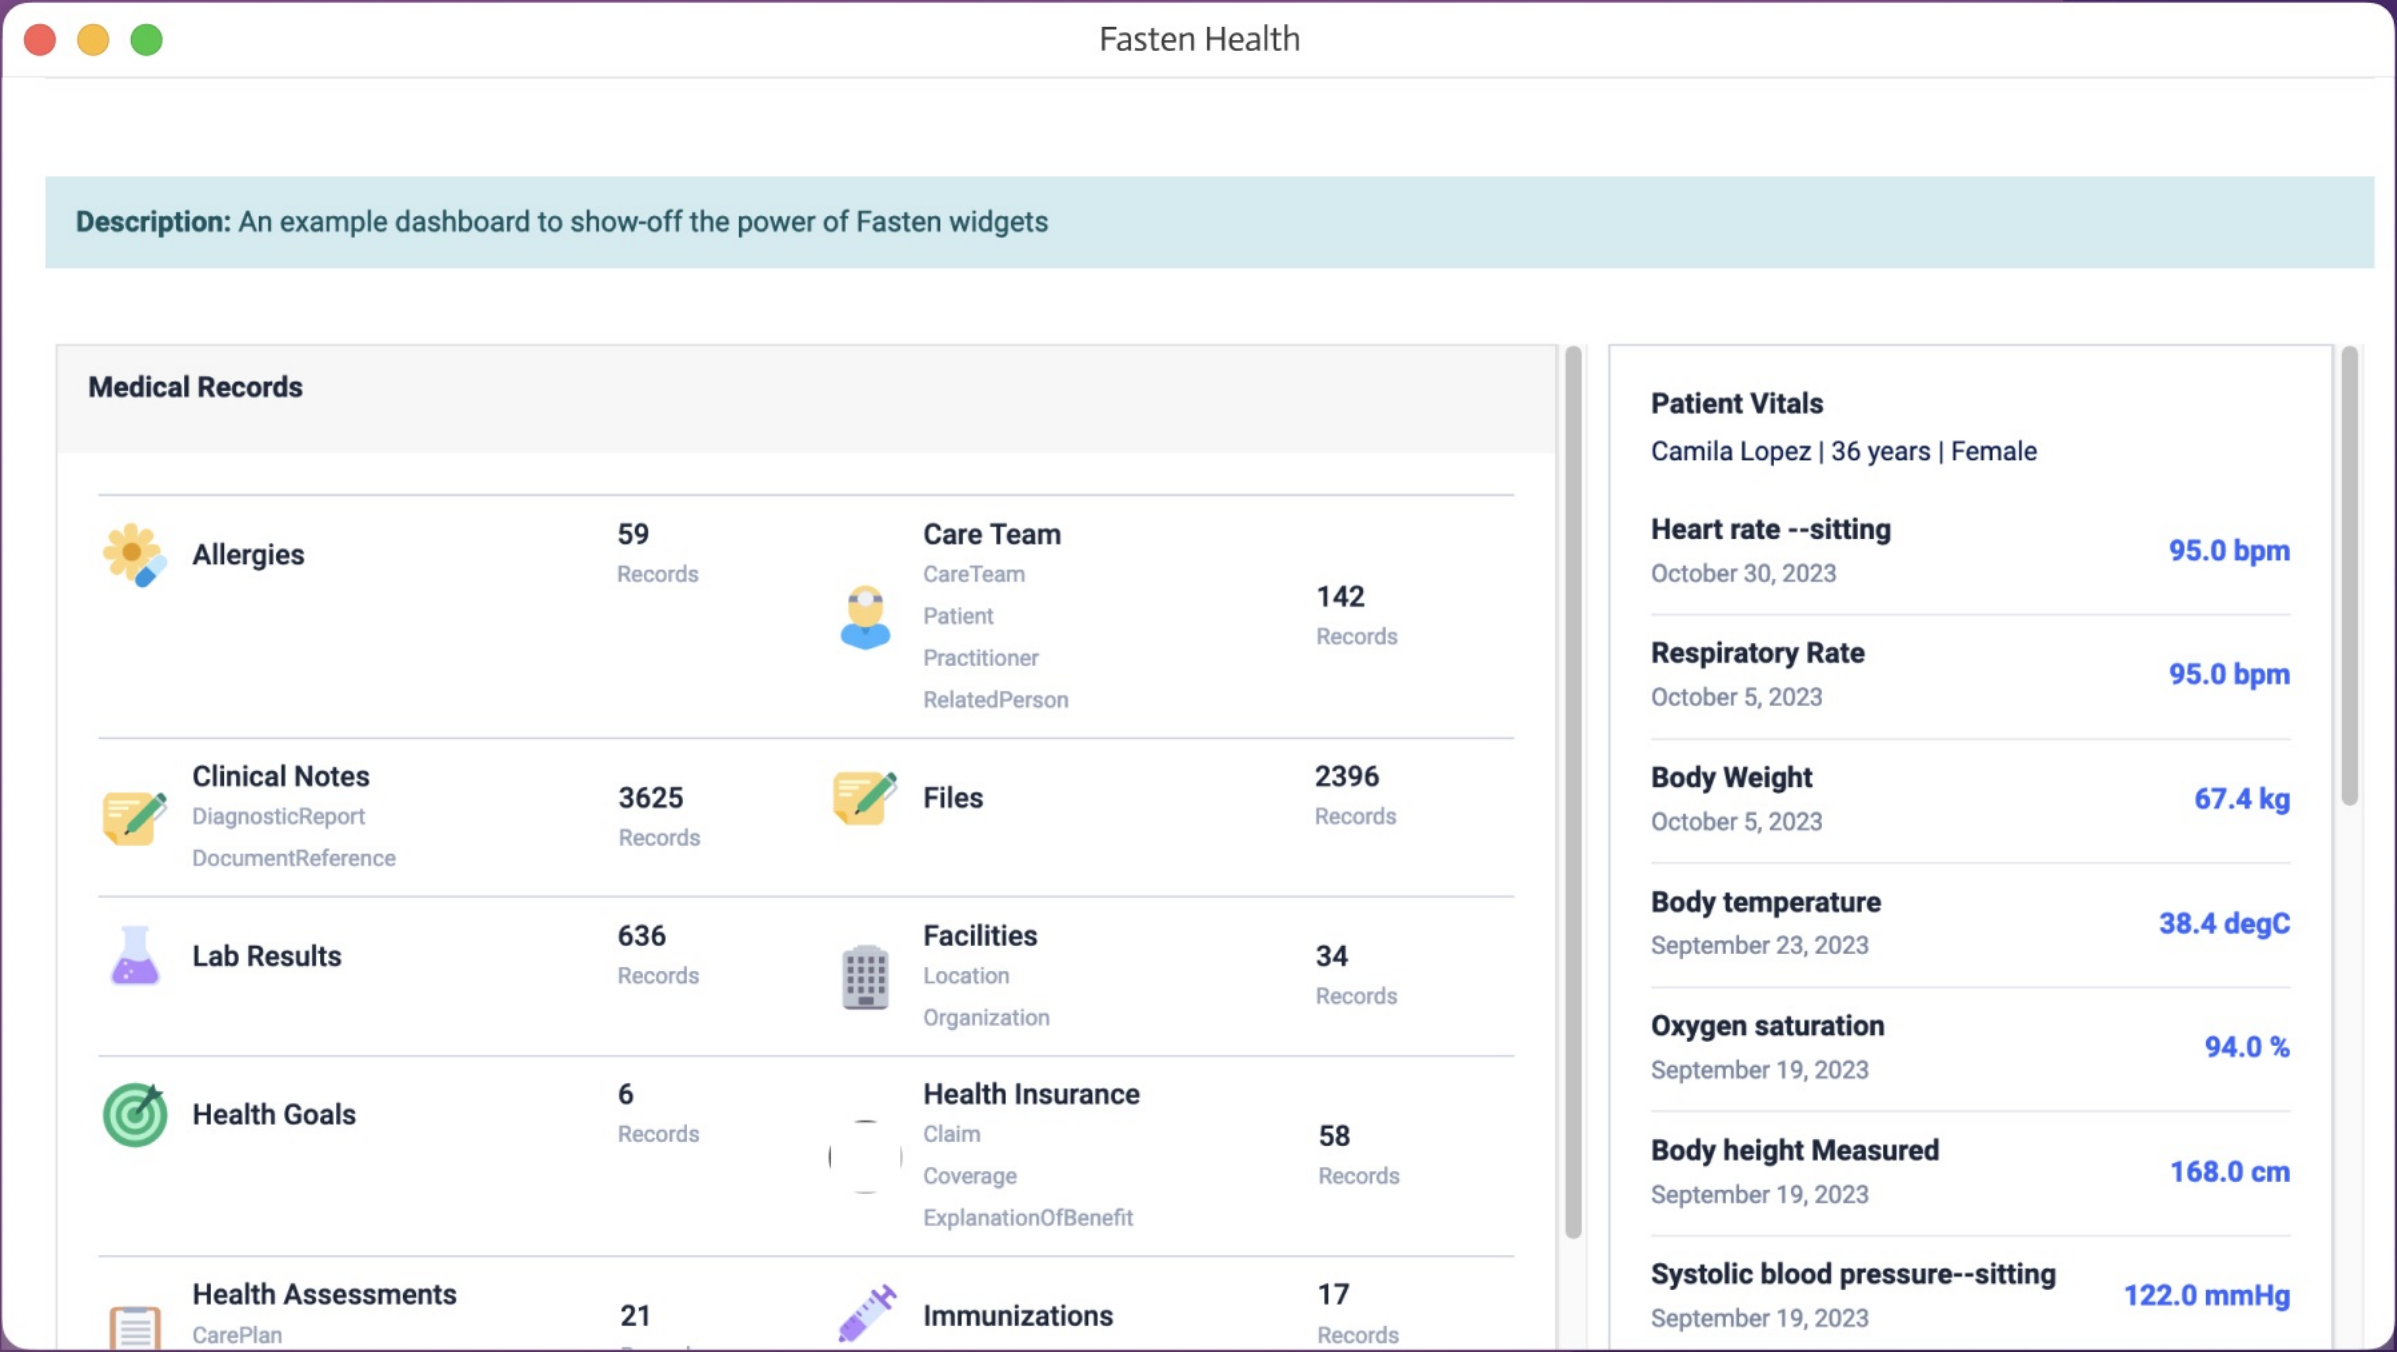 Fasten Health
Description: An example dashboard to show-off the power of Fasten widgets
Medical Records
Allergies
59
Records
Care Team
CareTeam
Patient
Practitioner
RelatedPerson
142
Records
Clinical Notes
DiagnosticReport
DocumentReference
3625
Records
Files
2396
Records
Lab Results
636
Records
Facilities
Location
Organization
34
Records
Health Goals
6
Records
Health Insurance
Claim
Coverage
ExplanationOfBenefit
58
Records
Health Assessments
CarePlan
21
Immunizations
17
Records
Patient Vitals
Camila Lopez | 36 years | Female
Heart rate --sitting
October 30, 2023
95.0 bpm
Respiratory Rate
October 5, 2023
95.0 bpm
Body Weight
October 5, 2023
67.4 kg
Body temperature
September 23, 2023
38.4 degC
Oxygen saturation
September 19, 2023
94.0 %
Body height Measured
September 19, 2023
168.0 cm
Systolic blood pressure--sitting
September 19, 2023
122.0 mmHg